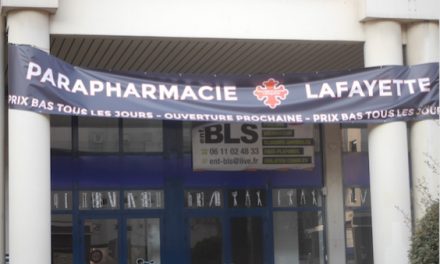 PARAPHARMACIE LAFAYETTE
PRIX BAS TOUS LES JOURS - OUVERTURE PROCHAINE - PRIX BAS TOUS LES JOURS
ent BLS
06 11 02 48 33
ent-bls@live.fr